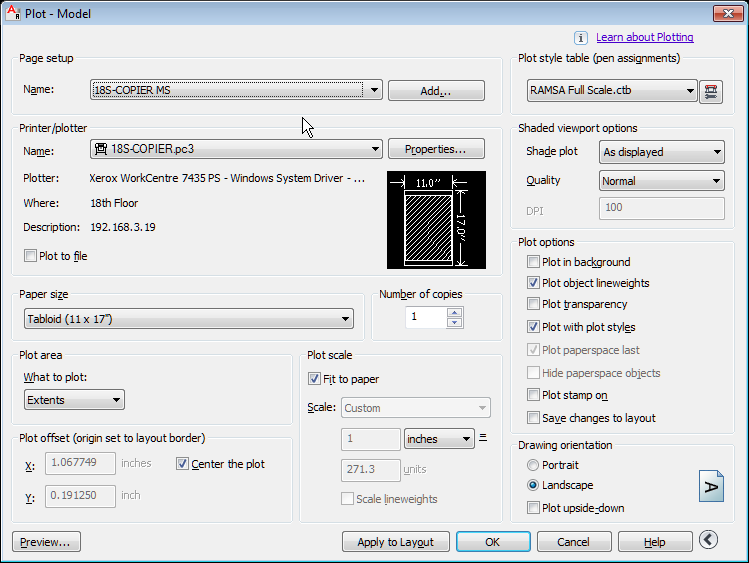 Plot - Model
Learn about Plotting
Page setup
Name: 18S-COPIER MS Add...
Printer/plotter
Name: 18S-COPIER.pc3 Properties...
Plotter: Xerox WorkCentre 7435 PS - Windows System Driver - ...
Where: 18th Floor
Description: 192.168.3.19
Plot to file
11.0''
17.0''
Paper size
Tabloid (11 x 17")
Number of copies
1
Plot area
What to plot:
Extents
Plot offset (origin set to layout border)
X: 1.067749 inches Center the plot
Y: 0.191250 inch
Plot scale
Fit to paper
Scale: Custom
1 inches =
271.3 units
Scale lineweights
Plot style table (pen assignments)
RAMSA Full Scale.ctb
Shaded viewport options
Shade plot As displayed
Quality Normal
DPI 100
Plot options
Plot in background
Plot object lineweights
Plot transparency
Plot with plot styles
Plot paperspace last
Hide paperspace objects
Plot stamp on
Save changes to layout
Drawing orientation
Portrait
Landscape
Plot upside-down
A
Preview... Apply to Layout OK Cancel Help